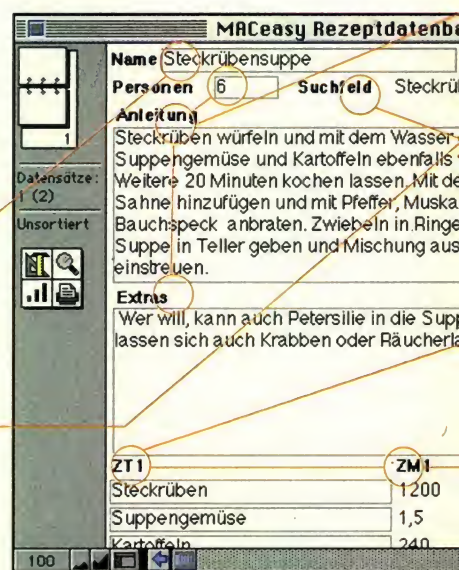 MACeasy Rezeptdatenba
Name Steckrübensuppe
Personen 6 Suchfeld Steckrü
Anleitung
Steckrüben würfeln und mit dem Wasser
Suppengemüse und Kartoffeln ebenfalls
Weitere 20 Minuten kochen lassen. Mit de
Sahne hinzufügen und mit Pfeffer, Muska
Bauchspeck anbraten. Zwiebeln in Ringe
Suppe in Teller geben und Mischung aus
einstreuen.
Extras
Wer will, kann auch Petersilie in die Supp
lassen sich auch Krabben oder Räucherla
1
Datensätze:
1 (2)
Unsortiert
ZT1 ZM1
Steckrüben 1200
Suppengemüse 1,5
Kartoffeln 240
100